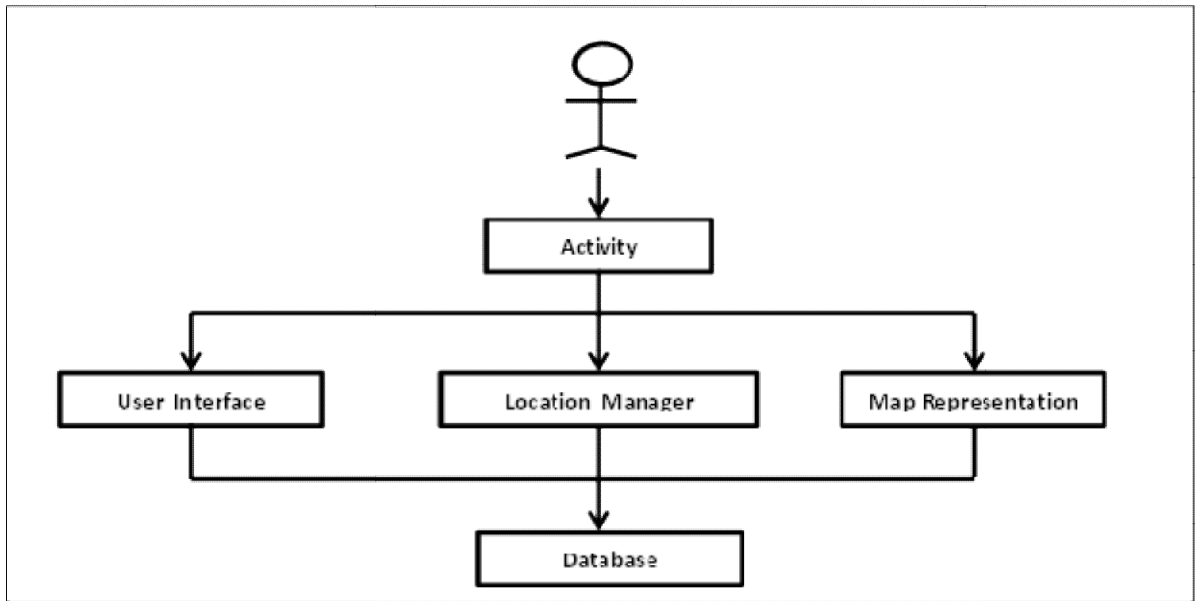 Activity
User Interface
Location Manager
Map Representation
Database